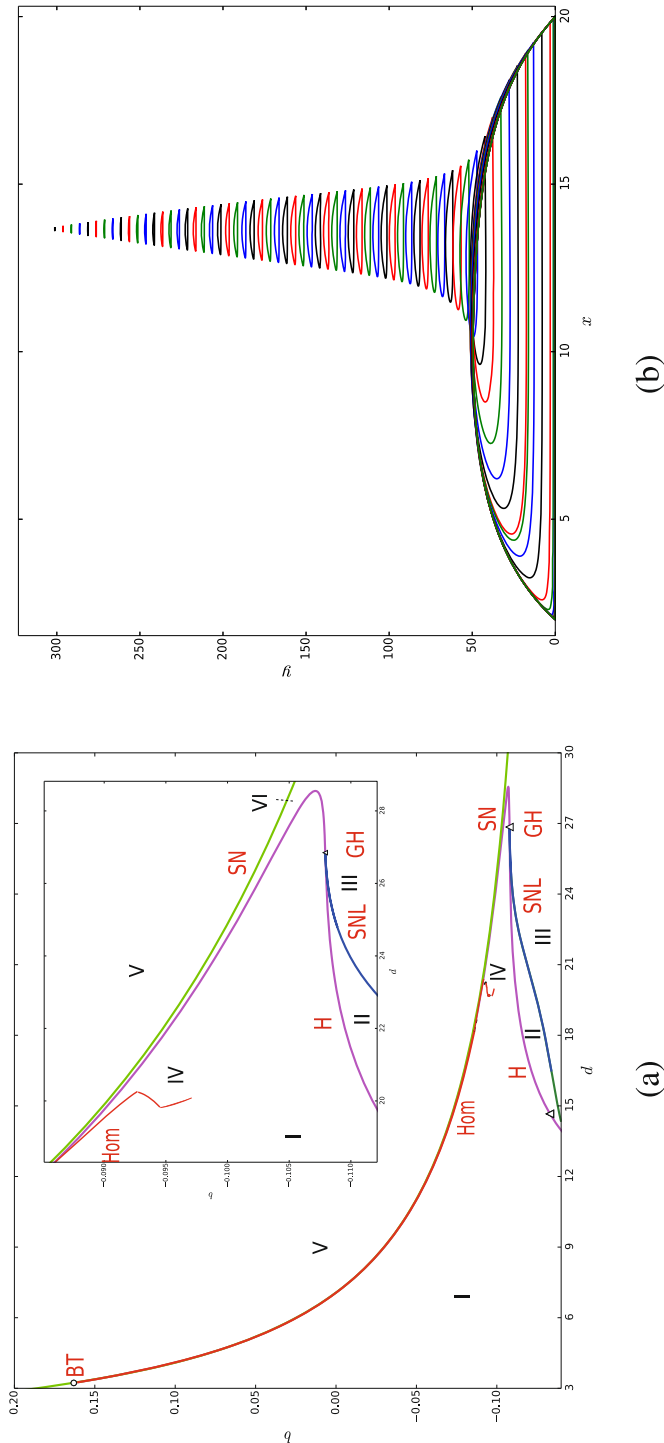 0.20
0.15
0.10
0.05
0.00
−0.05
−0.10
b
3
6
9
12
15
18
21
24
27
30
d
BT
V
I
Hom
IV
SN
H
II
III
SNL
GH
−0.090
−0.095
−0.100
−0.105
−0.110
b
20
22
24
26
28
d
Hom
IV
V
SN
VI
I
H
II
SNL
III
GH
(a)
300
250
200
150
100
50
0
y
5
10
15
20
x
(b)